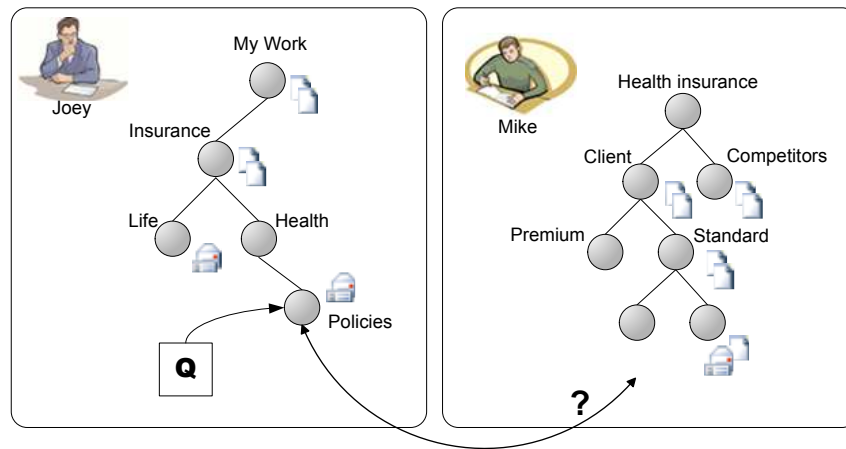 My Work
Joey
Insurance
Life
Health
Policies
Q
Health insurance
Mike
Client
Competitors
Premium
Standard
?